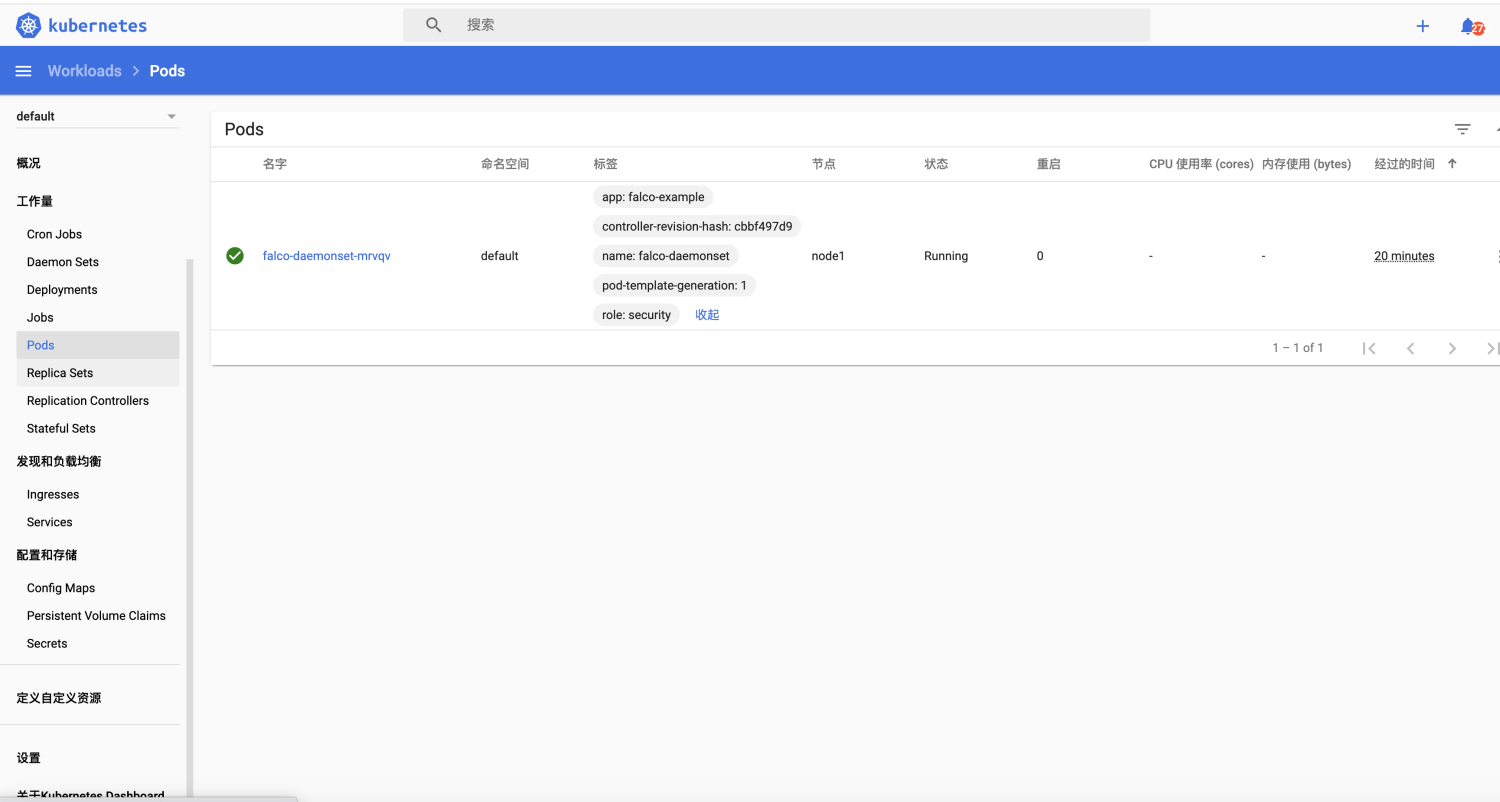 kubernetes
搜索
27
Workloads > Pods
default
概况
工作量
Cron Jobs
Daemon Sets
Deployments
Jobs
Pods
Replica Sets
Replication Controllers
Stateful Sets
发现和负载均衡
Ingresses
Services
配置和存储
Config Maps
Persistent Volume Claims
Secrets
定义自定义资源
设置
关于Kubernetes Dashboard
Pods
名字 命名空间 标签 节点 状态 重启 CPU 使用率 (cores) 内存使用 (bytes) 经过的时间
app: falco-example
controller-revision-hash: cbbf497d9
falco-daemonset-mrvqv default name: falco-daemonset node1 Running 0 - - 20 minutes
pod-template-generation: 1
role: security 收起
1 – 1 of 1